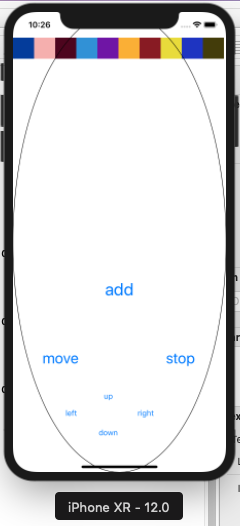 10:26
add
move stop
up
left right
down
iPhone XR - 12.0